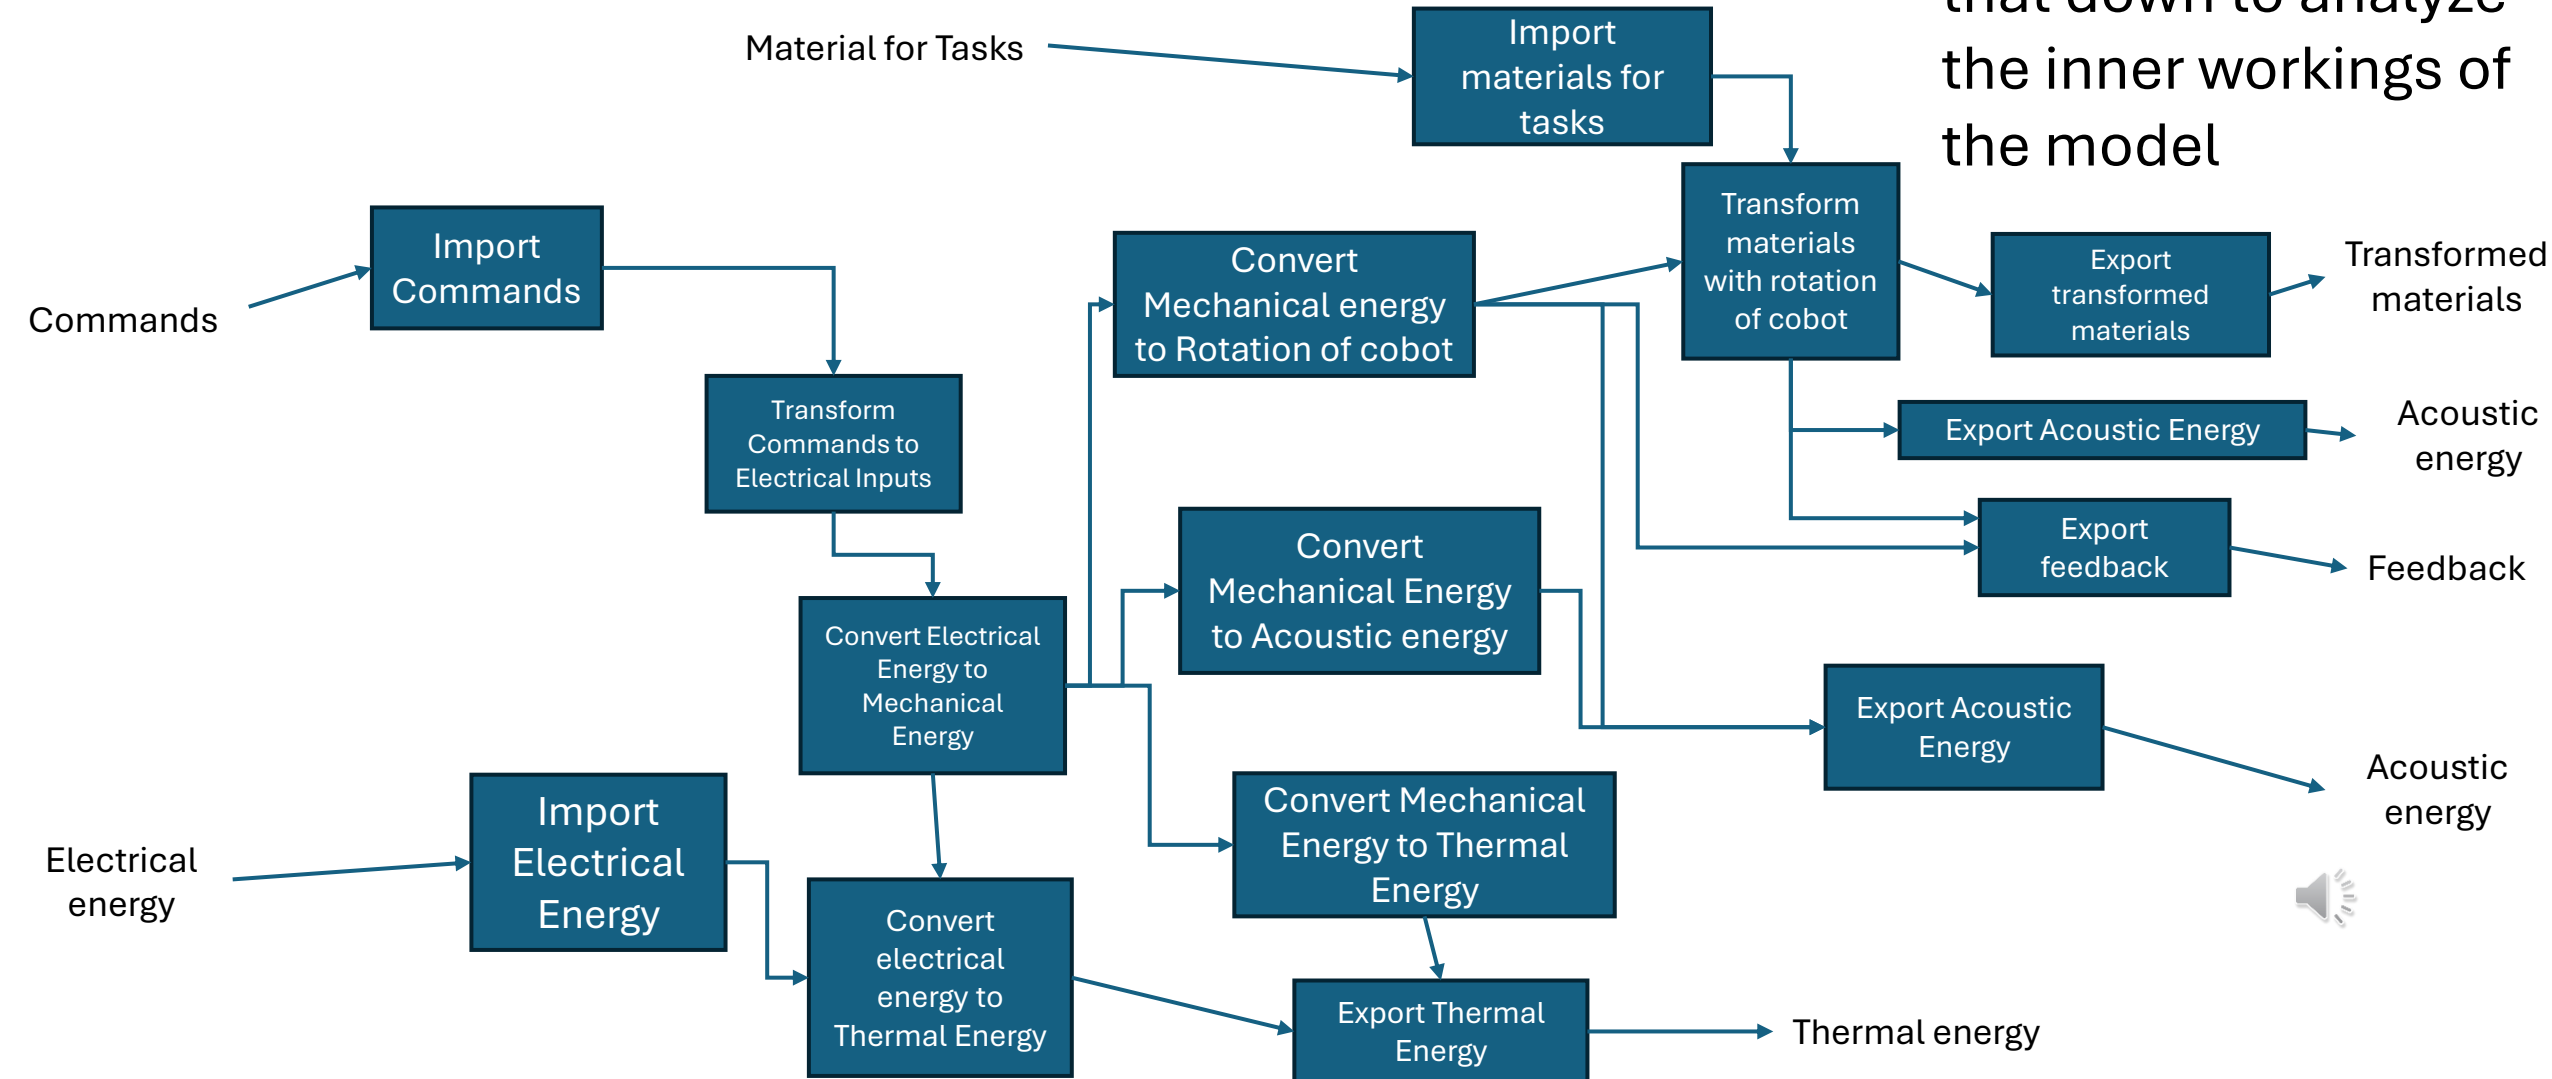 that down to analyze
the inner workings of
the model
Material for Tasks
Import
materials for
tasks
Commands
Import
Commands
Transform
Commands to
Electrical Inputs
Convert
Mechanical energy
to Rotation of cobot
Transform
materials
with rotation
of cobot
Export
transformed
materials
Transformed
materials
Export Acoustic Energy
Acoustic
energy
Export
feedback
Feedback
Convert
Mechanical Energy
to Acoustic energy
Convert Electrical
Energy to
Mechanical
Energy
Export Acoustic
Energy
Acoustic
energy
Electrical
energy
Import
Electrical
Energy
Convert Mechanical
Energy to Thermal
Energy
Convert
electrical
energy to
Thermal Energy
Export Thermal
Energy
Thermal energy